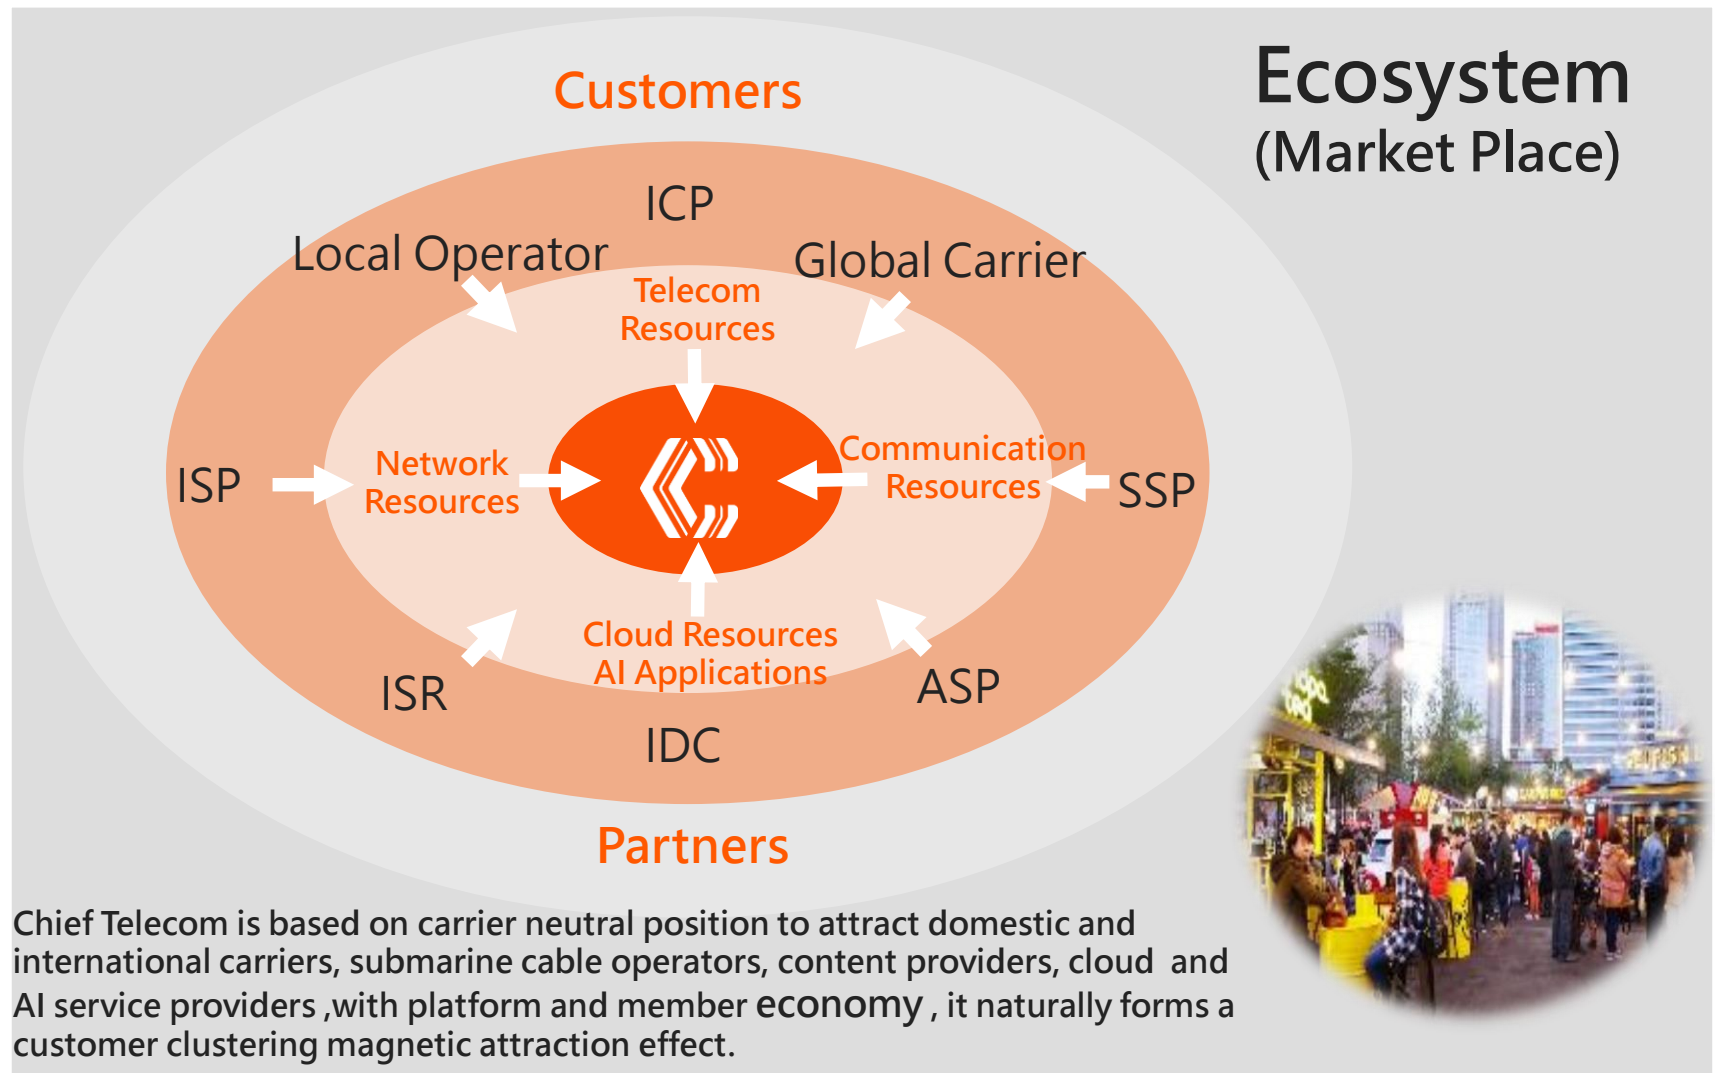 Ecosystem
(Market Place)
Customers
ICP
Local Operator
Global Carrier
Telecom
Resources
ISP
Network
Resources
Communication
Resources
SSP
Cloud Resources
AI Applications
ISR
ASP
IDC
Partners
Chief Telecom is based on carrier neutral position to attract domestic and
international carriers, submarine cable operators, content providers, cloud and
AI service providers ,with platform and member economy , it naturally forms a
customer clustering magnetic attraction effect.